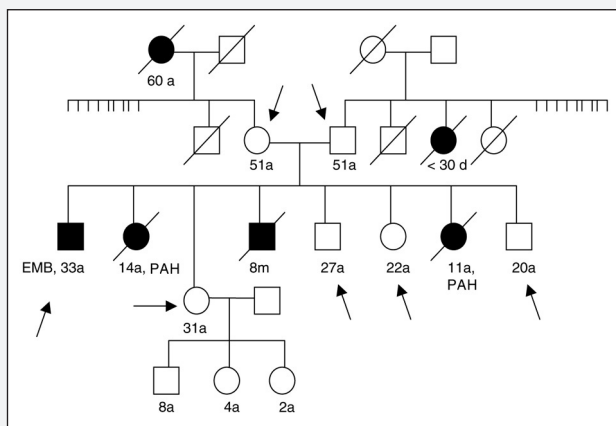 60 a
51a
51a
< 30 d
EMB, 33a
14a, PAH
8m
27a
22a
11a,
PAH
20a
31a
8a
4a
2a